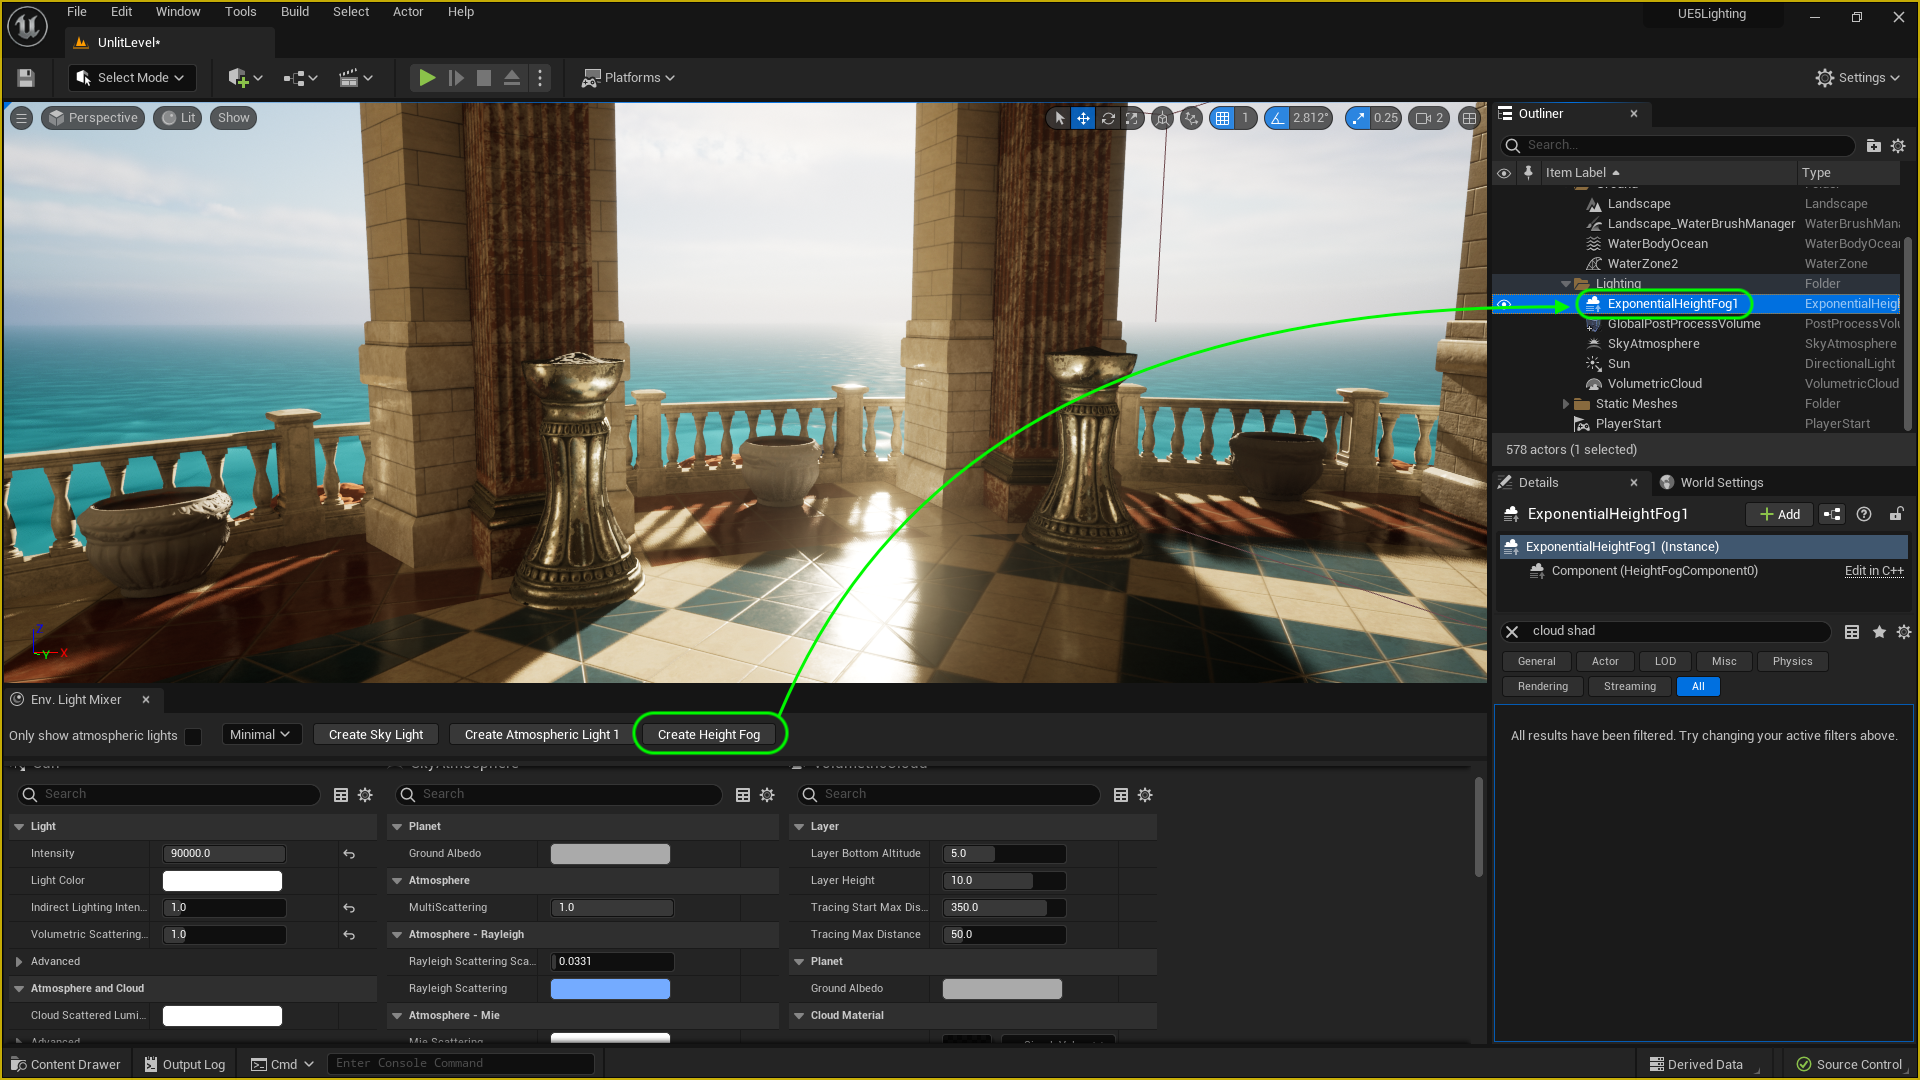 File Edit Window Tools Build Select Actor Help
UE5Lighting
UnlitLevel*
Select Mode
Platforms
Settings
Perspective Lit Show
1 2.812° 0.25 2
Z
Y X
Outliner
Search...
Item Label Type
Landscape Landscape
Landscape_WaterBrushManager WaterBrushMan
WaterBodyOcean WaterBodyOcean
WaterZone2 WaterZone
Lighting Folder
ExponentialHeightFog1 ExponentialHeigh
GlobalPostProcessVolume PostProcessVolu
SkyAtmosphere SkyAtmosphere
Sun DirectionalLight
VolumetricCloud VolumetricCloud
Static Meshes Folder
PlayerStart PlayerStart
578 actors (1 selected)
Details World Settings
ExponentialHeightFog1 Add
ExponentialHeightFog1 (Instance)
Component (HeightFogComponent0) Edit in C++
cloud shad
General Actor LOD Misc Physics
Rendering Streaming All
All results have been filtered. Try changing your active filters above.
Env. Light Mixer
Only show atmospheric lights Minimal Create Sky Light Create Atmospheric Light 1 Create Height Fog
Search Search Search
Light
Intensity 90000.0
Light Color
Indirect Lighting Inten... 1.0
Volumetric Scattering... 1.0
Advanced
Atmosphere and Cloud
Cloud Scattered Lumi...
Planet
Ground Albedo
Atmosphere
MultiScattering 1.0
Atmosphere - Rayleigh
Rayleigh Scattering Sca... 0.0331
Rayleigh Scattering
Atmosphere - Mie
Mie Scattering
Layer
Layer Bottom Altitude 5.0
Layer Height 10.0
Tracing Start Max Dis... 350.0
Tracing Max Distance 50.0
Planet
Ground Albedo
Cloud Material
Content Drawer Output Log Cmd Enter Console Command Derived Data Source Control